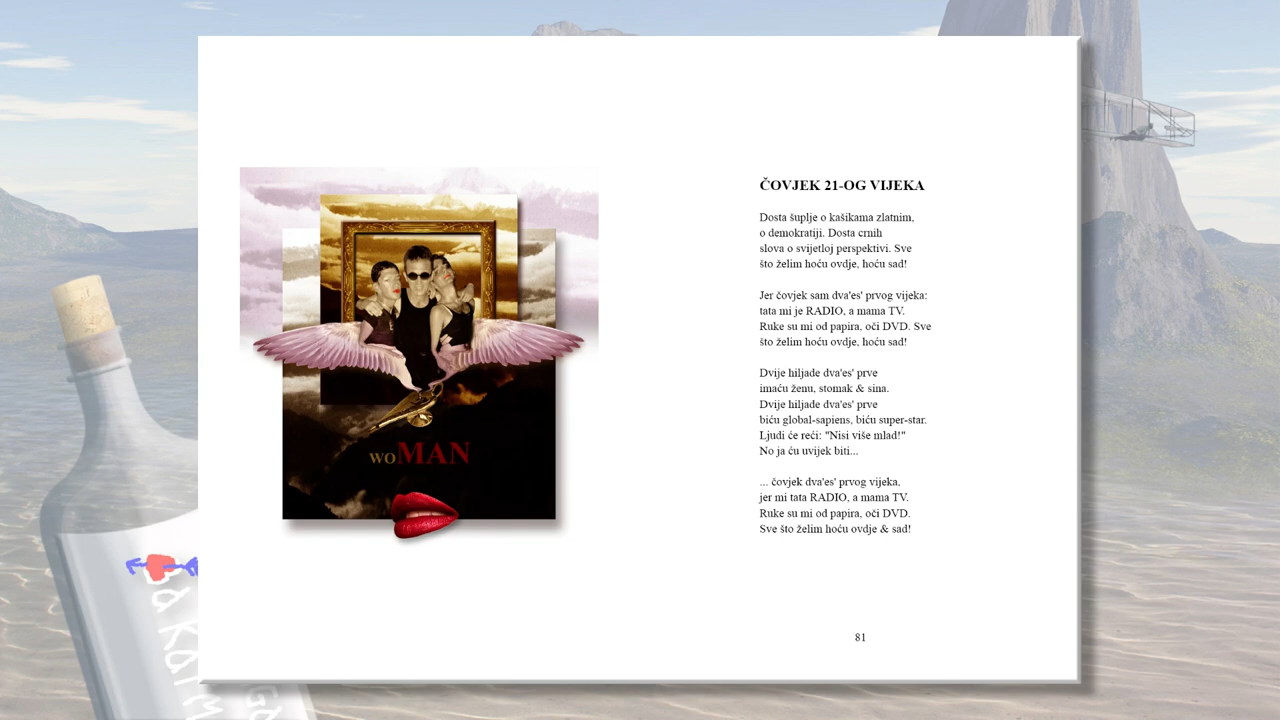 woMAN
ČOVJEK 21-OG VIJEKA
Dosta šuplje o kašikama zlatnim,
o demokratiji. Dosta crnih
slova o svijetloj perspektivi. Sve
što želim hoću ovdje, hoću sad!
Jer čovjek sam dva'es' prvog vijeka:
tata mi je RADIO, a mama TV.
Ruke su mi od papira, oči DVD. Sve
što želim hoću ovdje, hoću sad!
Dvije hiljade dva'es' prve
imaću ženu, stomak & sina.
Dvije hiljade dva'es' prve
biću global-sapiens, biću super-star.
Ljudi će reći: "Nisi više mlad!"
No ja ću uvijek biti...
... čovjek dva'es' prvog vijeka,
jer mi tata RADIO, a mama TV.
Ruke su mi od papira, oči DVD.
Sve što želim hoću ovdje & sad!
81